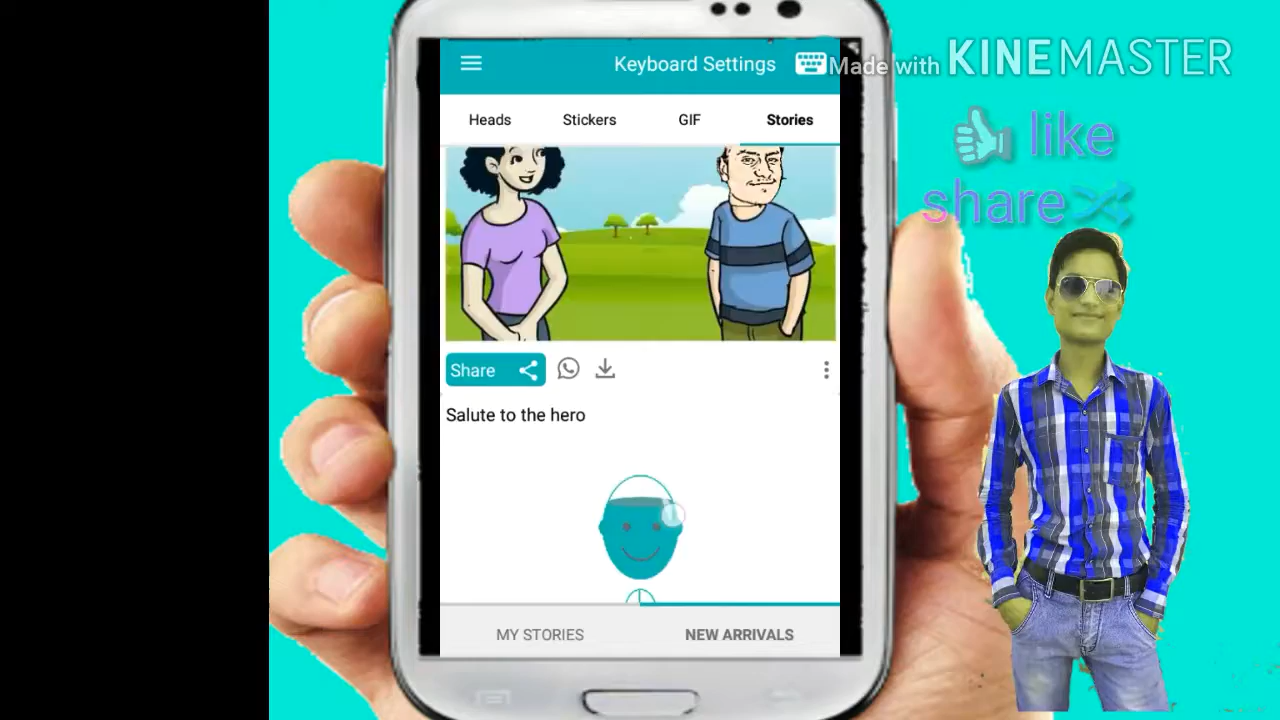 Keyboard Settings
Made with KINEMASTER
Heads
Stickers
GIF
Stories
like
share
Share
Salute to the hero
MY STORIES
NEW ARRIVALS